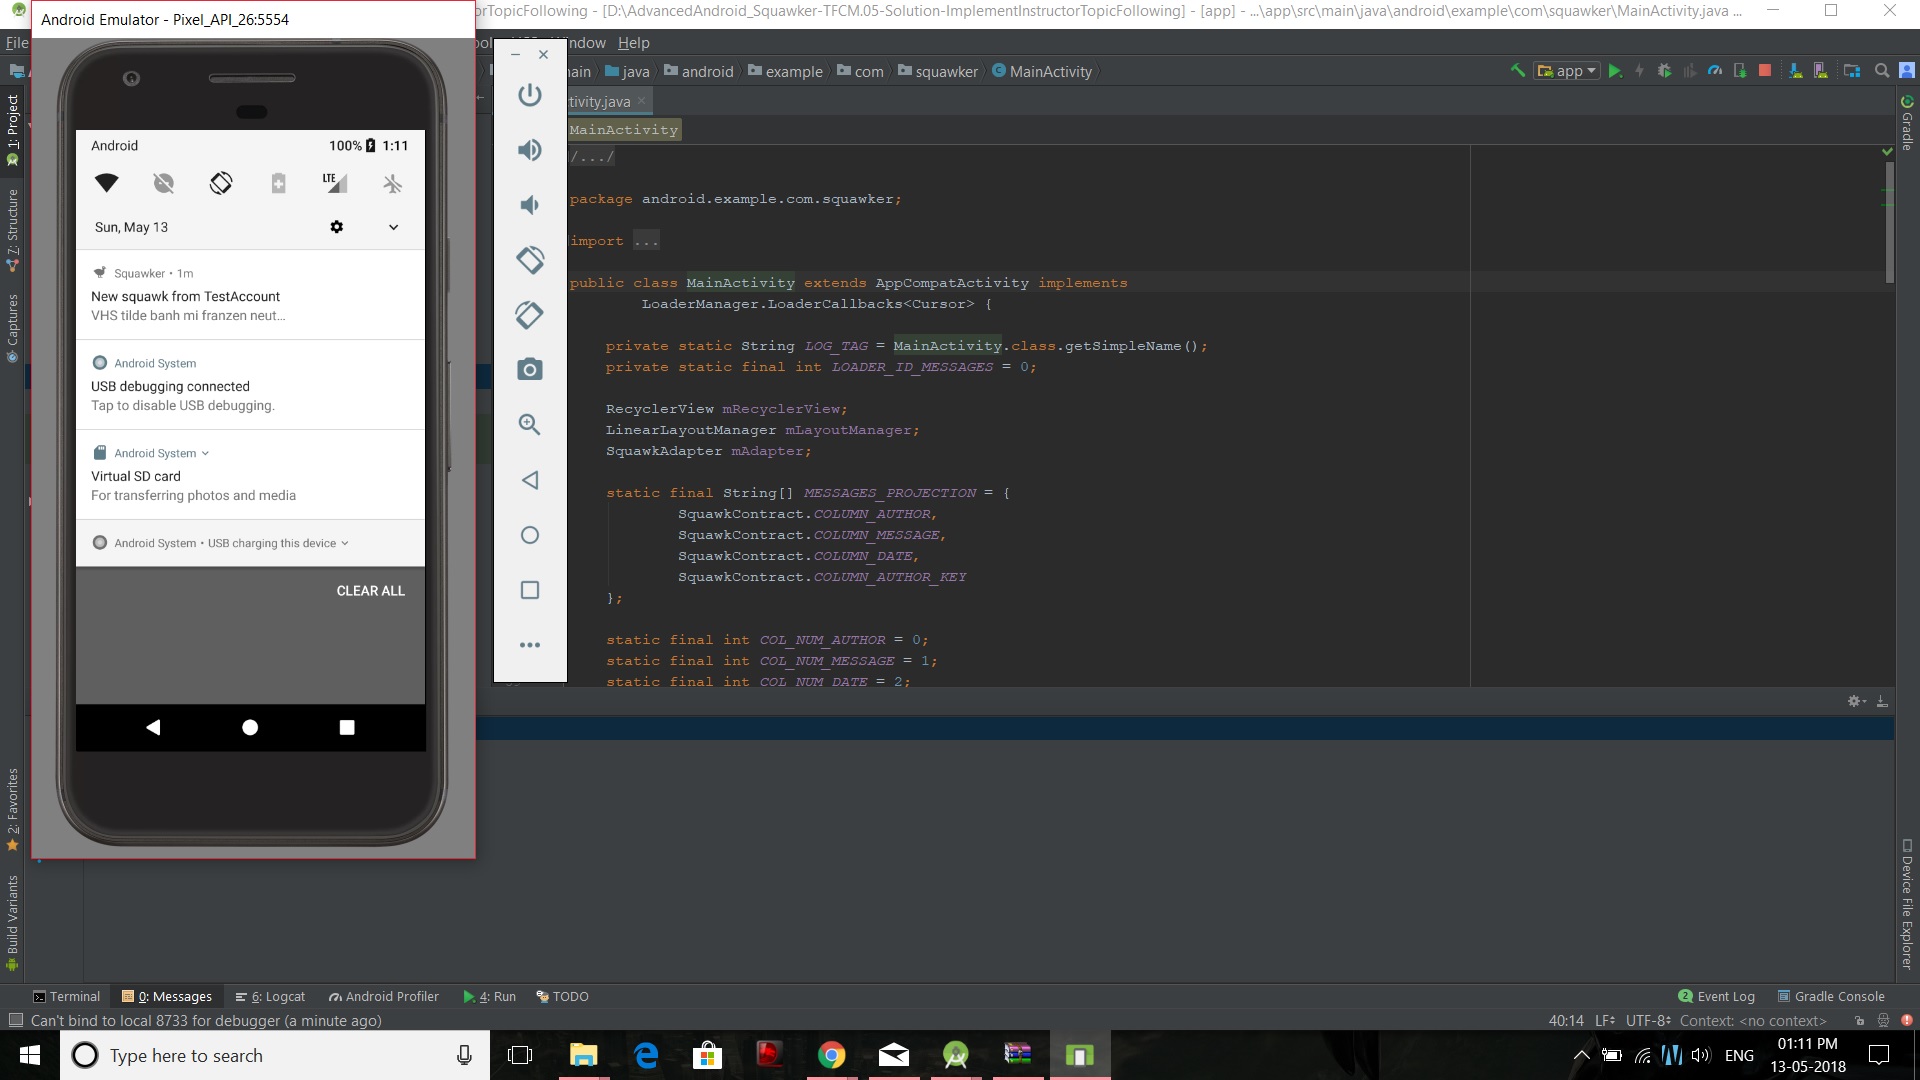 Android Emulator - Pixel_API_26:5554
orTopicFollowing - [D:\AdvancedAndroid_Squawker-TFCM.05-Solution-ImplementInstructorTopicFollowing] - [app] - ...\app\src\main\java\android\example\com\squawker\MainActivity.java ...
File
Window Help
java android example com squawker MainActivity
app
tivity.java
MainActivity
/.../
package android.example.com.squawker;
import ...
public class MainActivity extends AppCompatActivity implements
LoaderManager.LoaderCallbacks<Cursor> {
private static String LOG_TAG = MainActivity.class.getSimpleName();
private static final int LOADER_ID_MESSAGES = 0;
RecyclerView mRecyclerView;
LinearLayoutManager mLayoutManager;
SquawkAdapter mAdapter;
static final String[] MESSAGES_PROJECTION = {
SquawkContract.COLUMN_AUTHOR,
SquawkContract.COLUMN_MESSAGE,
SquawkContract.COLUMN_DATE,
SquawkContract.COLUMN_AUTHOR_KEY
};
static final int COL_NUM_AUTHOR = 0;
static final int COL_NUM_MESSAGE = 1;
static final int COL_NUM_DATE = 2;
Android 100% 1:11
LTE
Sun, May 13
Squawker • 1m
New squawk from TestAccount
VHS tilde banh mi franzen neut...
Android System
USB debugging connected
Tap to disable USB debugging.
Android System
Virtual SD card
For transferring photos and media
Android System • USB charging this device
CLEAR ALL
1: Project
7: Structure
Captures
2: Favorites
Build Variants
Gradle
Device File Explorer
Terminal 0: Messages 6: Logcat Android Profiler 4: Run TODO
2 Event Log Gradle Console
Can't bind to local 8733 for debugger (a minute ago)
40:14 LF UTF-8 Context: <no context>
Type here to search
ENG
01:11 PM
13-05-2018